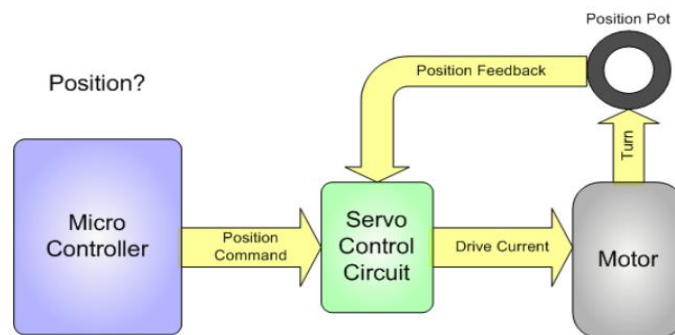 Position Pot
Position Feedback
Position?
Turn
Micro
Controller
Position
Command
Servo
Control
Circuit
Drive Current
Motor